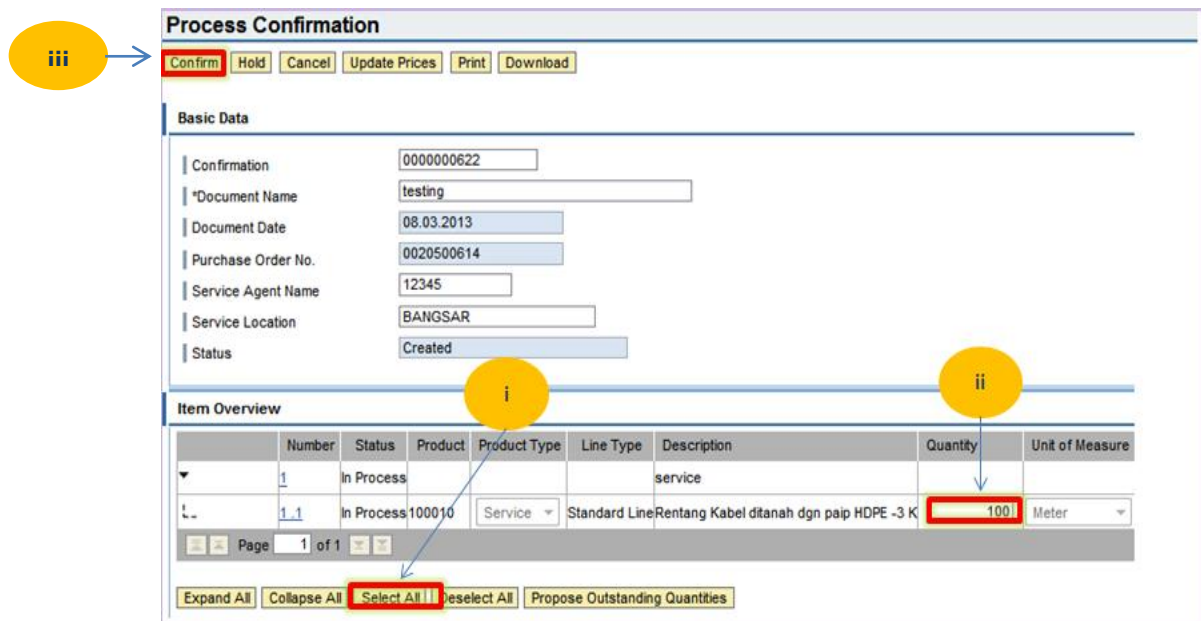 Process Confirmation
iii
Confirm Hold Cancel Update Prices Print Download
Basic Data
Confirmation 0000000622
*Document Name testing
Document Date 08.03.2013
Purchase Order No. 0020500614
Service Agent Name 12345
Service Location BANGSAR
Status Created
i
ii
Item Overview
Number Status Product Product Type Line Type Description Quantity Unit of Measure
1 In Process service
1 .1 In Process 100010 Service Standard Line Rentang Kabel ditanah dgn paip HDPE -3 K 100 Meter
Page 1 of 1
Expand All Collapse All Select All Deselect All Propose Outstanding Quantities